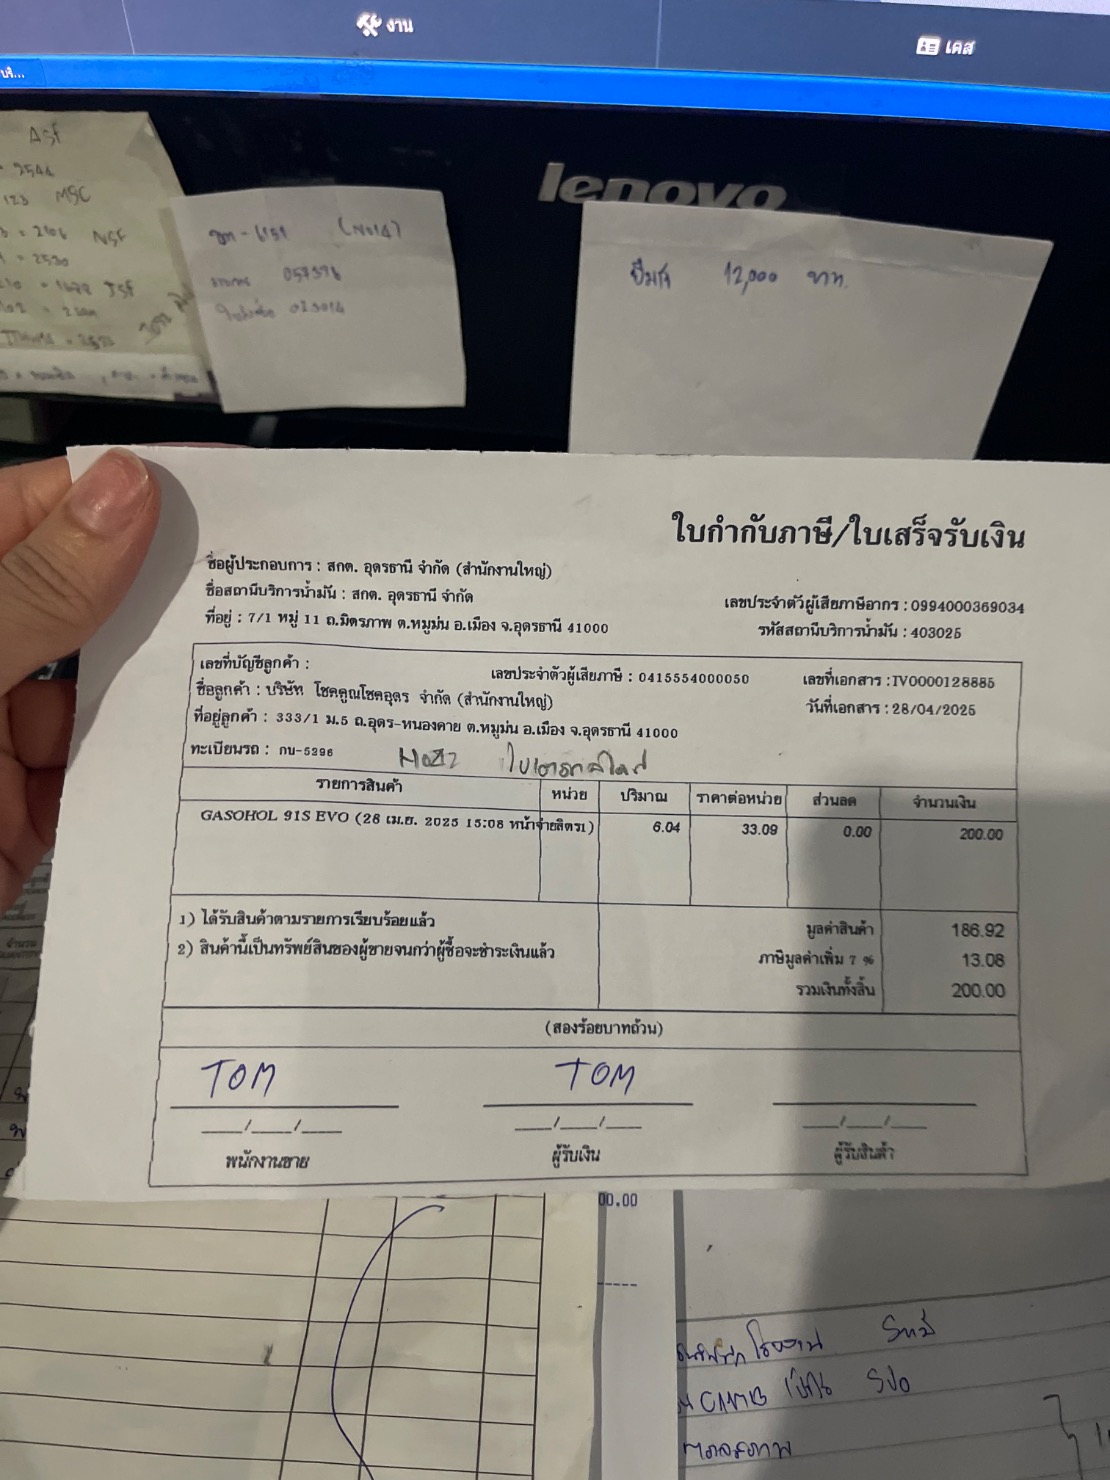 งาน
เคส
lenovo
ASF
MSC
NSF
057376
023014
12,000 บาท.
ใบกำกับภาษี/ใบเสร็จรับเงิน
ชื่อผู้ประกอบการ : สกต. อุดรธานี จำกัด (สำนักงานใหญ่)
ชื่อสถานีบริการน้ำมัน : สกต. อุดรธานี จำกัด
เลขประจำตัวผู้เสียภาษีอากร : 0994000369034
ที่อยู่ : 7/1 หมู่ 11 ถ.มิตรภาพ ต.หมูม่น อ.เมือง จ.อุดรธานี 41000
รหัสสถานีบริการน้ำมัน : 403025
เลขที่บัญชีลูกค้า :
เลขประจำตัวผู้เสียภาษี : 0415554000050
เลขที่เอกสาร : IV0000128885
ชื่อลูกค้า : บริษัท โชคคูณโชคอุดร จำกัด (สำนักงานใหญ่)
วันที่เอกสาร : 28/04/2025
ที่อยู่ลูกค้า : 333/1 ม.5 ถ.อุดร-หนองคาย ต.หมูม่น อ.เมือง จ.อุดรธานี 41000
ทะเบียนรถ : กบ-5296
รายการสินค้า หน่วย ปริมาณ ราคาต่อหน่วย ส่วนลด จำนวนเงิน
GASOHOL 91S EVO (28 เม.ย. 2025 15:08 หน้าจ่ายลิตร1) 6.04 33.09 0.00 200.00
1) ได้รับสินค้าตามรายการเรียบร้อยแล้ว
มูลค่าสินค้า 186.92
2) สินค้านี้เป็นทรัพย์สินของผู้ขายจนกว่าผู้ซื้อจะชำระเงินแล้ว
ภาษีมูลค่าเพิ่ม 7 % 13.08
รวมเงินทั้งสิ้น 200.00
(สองร้อยบาทถ้วน)
TOM TOM
พนักงานขาย ผู้รับเงิน ผู้รับสินค้า
00.00